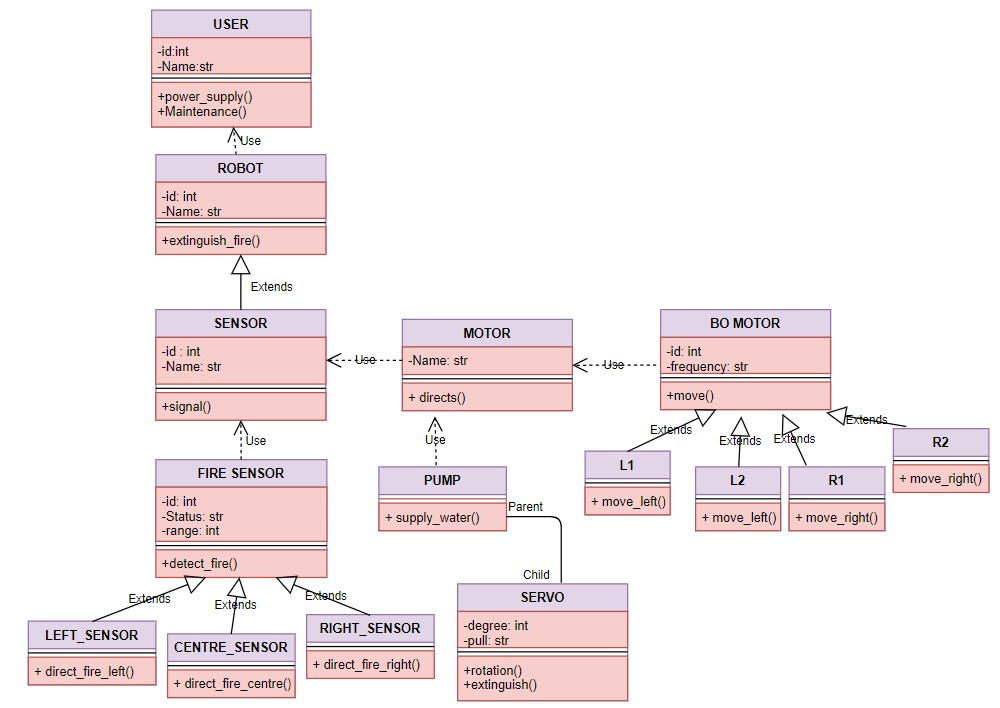 USER
-id:int
-Name:str
+power_supply()
+Maintenance()
Use
ROBOT
-id: int
-Name: str
+extinguish_fire()
Extends
SENSOR
-id : int
-Name: str
+signal()
Use
MOTOR
-Name: str
+ directs()
Use
BO MOTOR
-id: int
-frequency: str
+move()
Extends
Extends
Extends
Extends
L1
+ move_left()
L2
+ move_left()
R1
+ move_right()
R2
+ move_right()
Use
Use
FIRE SENSOR
-id: int
-Status: str
-range: int
+detect_fire()
PUMP
+ supply_water()
Parent
Child
SERVO
-degree: int
-pull: str
+rotation()
+extinguish()
Extends
Extends
Extends
LEFT_SENSOR
+ direct_fire_left()
CENTRE_SENSOR
+ direct_fire_centre()
RIGHT_SENSOR
+ direct_fire_right()